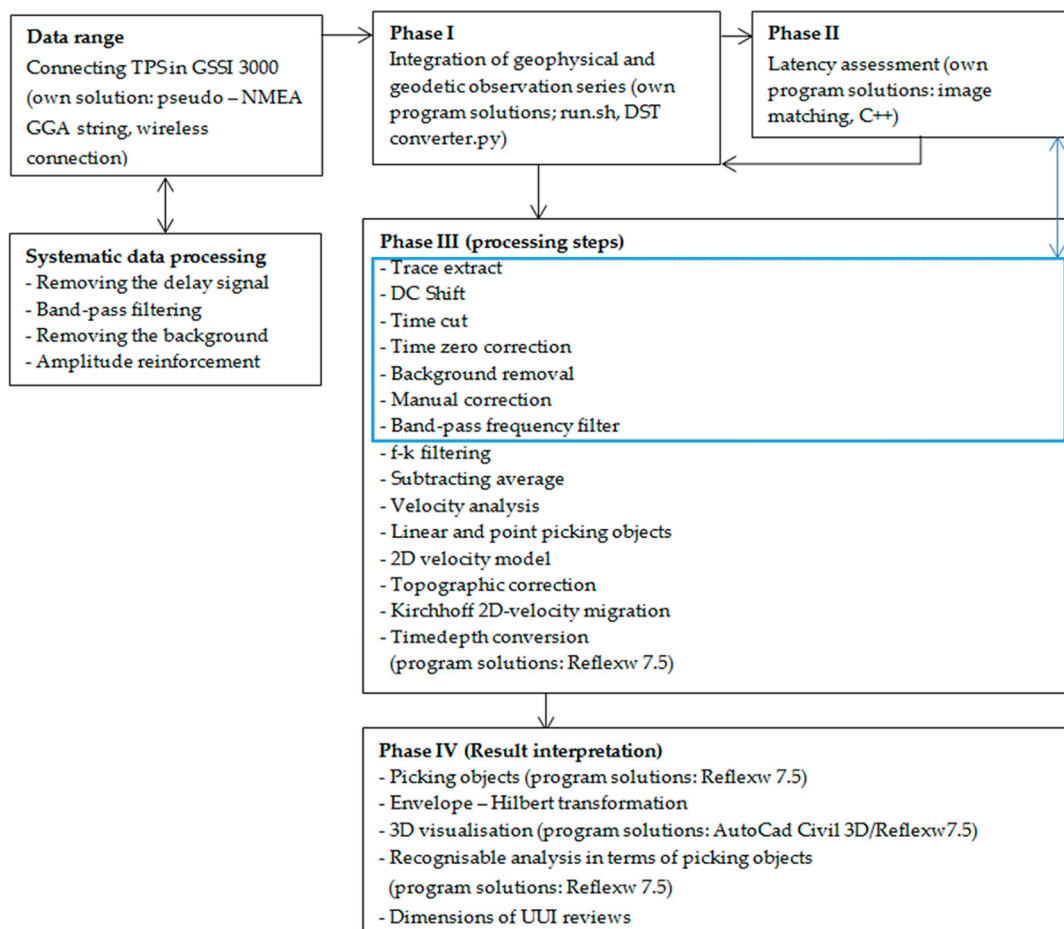 Data range
Connecting TPS in GSSI 3000
(own solution: pseudo – NMEA
GGA string, wireless
connection)
Phase I
Integration of geophysical and
geodetic observation series (own
program solutions; run.sh, DST
converter.py)
Phase II
Latency assessment (own
program solutions: image
matching, C++)
Systematic data processing
- Removing the delay signal
- Band-pass filtering
- Removing the background
- Amplitude reinforcement
Phase III (processing steps)
- Trace extract
- DC Shift
- Time cut
- Time zero correction
- Background removal
- Manual correction
- Band-pass frequency filter
- f-k filtering
- Subtracting average
- Velocity analysis
- Linear and point picking objects
- 2D velocity model
- Topographic correction
- Kirchhoff 2D-velocity migration
- Timedepth conversion
(program solutions: Reflexw 7.5)
Phase IV (Result interpretation)
- Picking objects (program solutions: Reflexw 7.5)
- Envelope – Hilbert transformation
- 3D visualisation (program solutions: AutoCad Civil 3D/Reflexw7.5)
- Recognisable analysis in terms of picking objects
(program solutions: Reflexw 7.5)
- Dimensions of UUI reviews